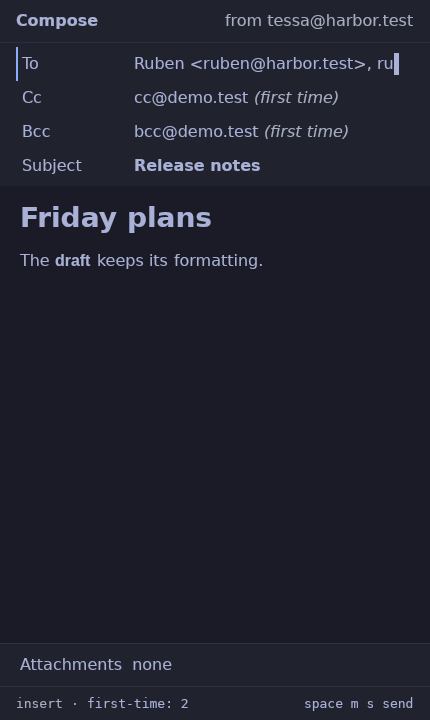 Compose from tessa@harbor.test
To Ruben <ruben@harbor.test>, ru
Cc cc@demo.test (first time)
Bcc bcc@demo.test (first time)
Subject Release notes
Friday plans
The draft keeps its formatting.
Attachments none
insert · first-time: 2 space m s send